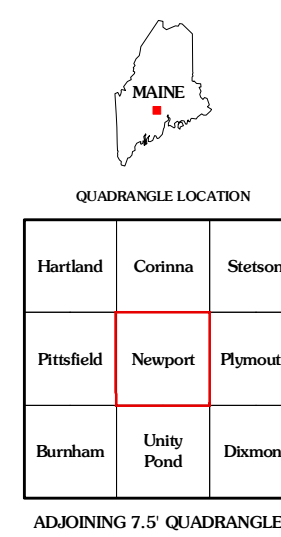 MAINE
QUADRANGLE LOCATION
Hartland Corinna Stetson
Pittsfield Newport Plymout
Burnham Unity Pond Dixmon
ADJOINING 7.5' QUADRANGLE